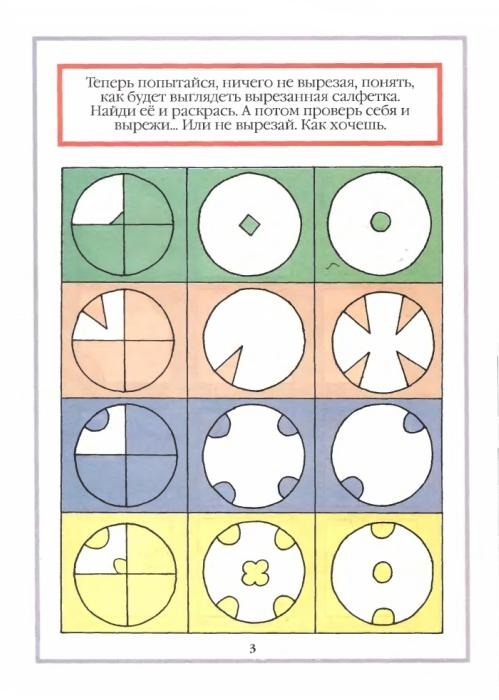 Теперь попытайся, ничего не вырезая, понять,
как будет выглядеть вырезанная салфетка.
Найди её и раскрась. А потом проверь себя и
вырежи... Или не вырезай. Как хочешь.
3